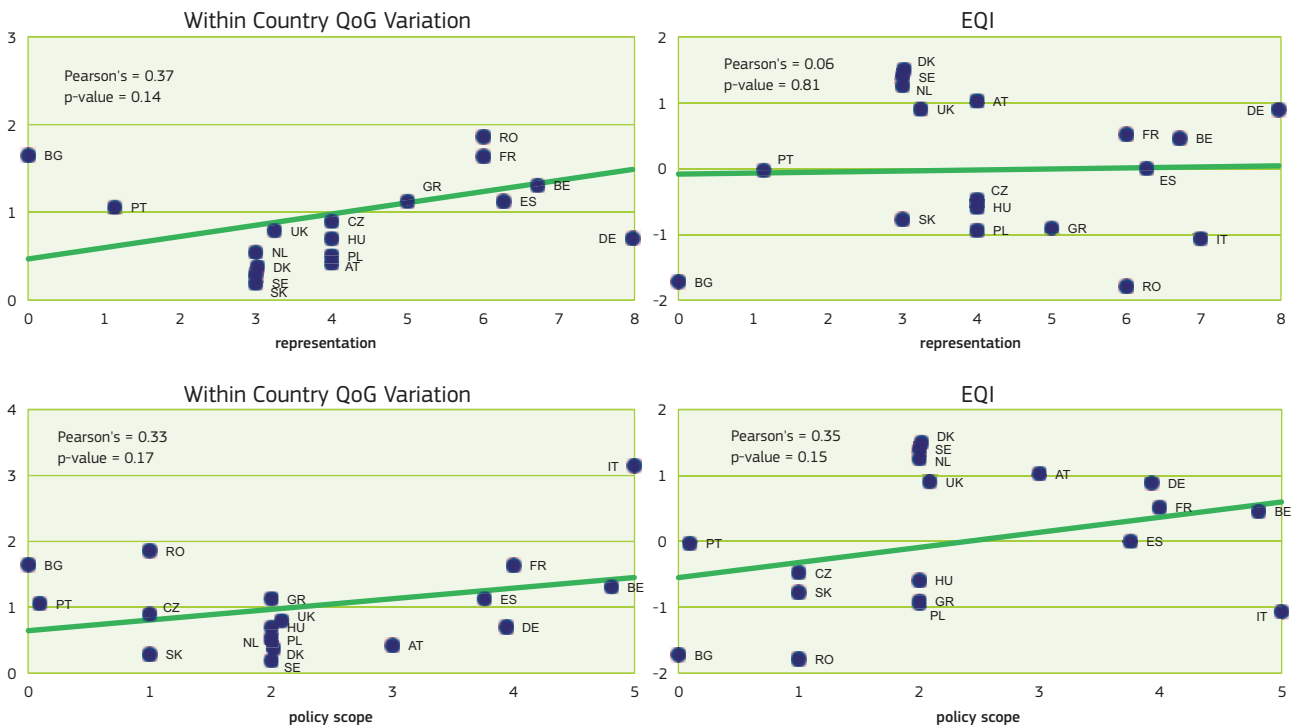 Within Country QoG Variation
3
2
1
0
Pearson's = 0.37
p-value = 0.14
BG
PT
UK
NL
DK
SE
SK
CZ
HU
PL
AT
GR
RO
FR
BE
ES
DE
0 1 2 3 4 5 6 7 8
representation
EQI
2
1
0
-1
-2
Pearson's = 0.06
p-value = 0.81
DK
SE
NL
UK
AT
DE
FR
BE
PT
ES
CZ
HU
SK
PL
GR
IT
BG
RO
0 1 2 3 4 5 6 7 8
representation
Within Country QoG Variation
4
3
2
1
0
Pearson's = 0.33
p-value = 0.17
IT
RO
BG
FR
BE
PT
CZ
GR
ES
UK
HU
DE
NL
PL
AT
SK
DK
SE
0 1 2 3 4 5
policy scope
EQI
2
1
0
-1
-2
Pearson's = 0.35
p-value = 0.15
DK
SE
NL
UK
AT
DE
FR
BE
PT
ES
CZ
SK
HU
GR
PL
IT
BG
RO
0 1 2 3 4 5
policy scope